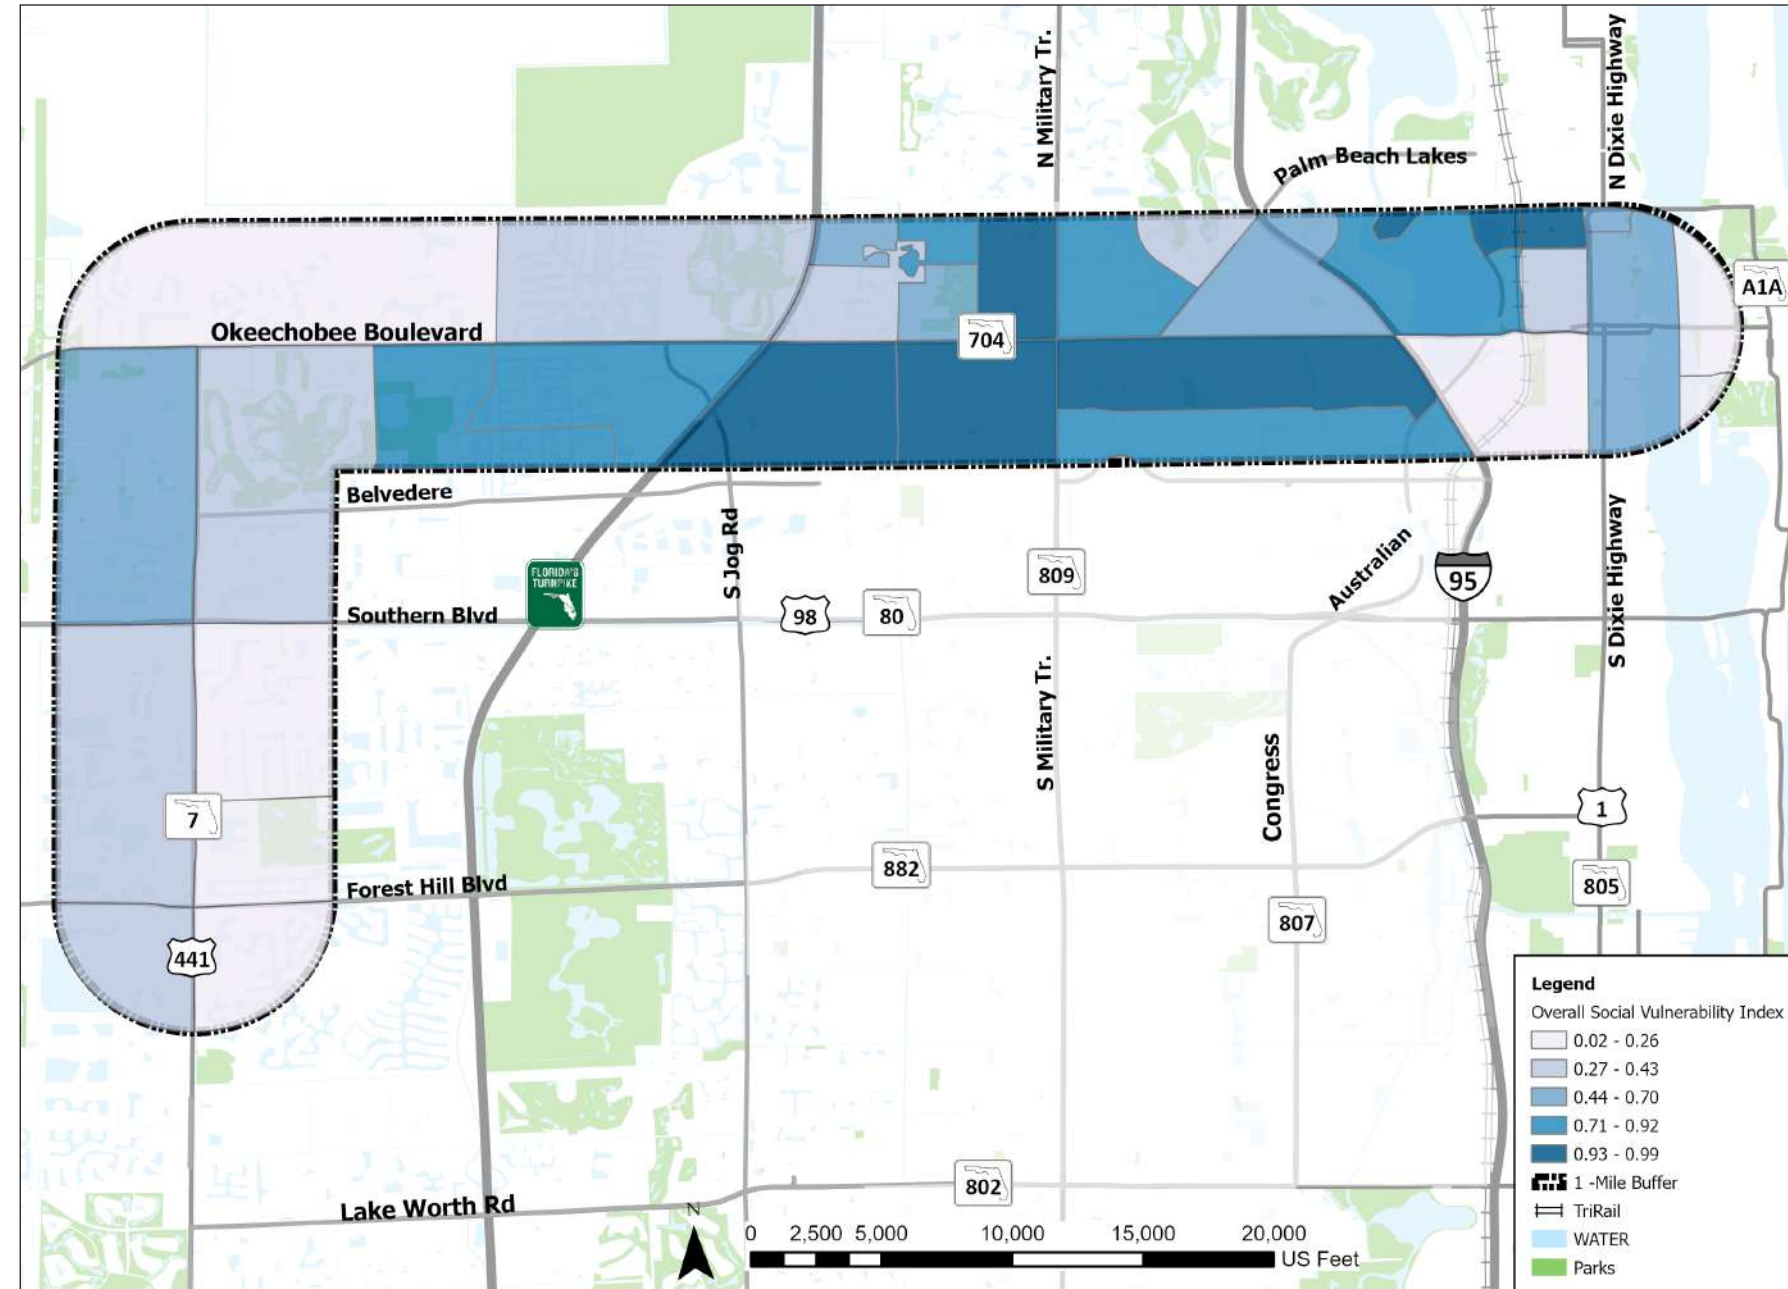 N Military Tr.
N Dixie Highway
Palm Beach Lakes
A1A
Okeechobee Boulevard
704
Belvedere
S Jog Rd
FLORIDA'S
TURNPIKE
Southern Blvd
98
80
809
Australian
95
S Dixie Highway
S Military Tr.
Congress
7
1
Forest Hill Blvd
882
805
807
441
Lake Worth Rd
802
N
0 2,500 5,000 10,000 15,000 20,000
US Feet
Legend
Overall Social Vulnerability Index
0.02 - 0.26
0.27 - 0.43
0.44 - 0.70
0.71 - 0.92
0.93 - 0.99
1 -Mile Buffer
TriRail
WATER
Parks